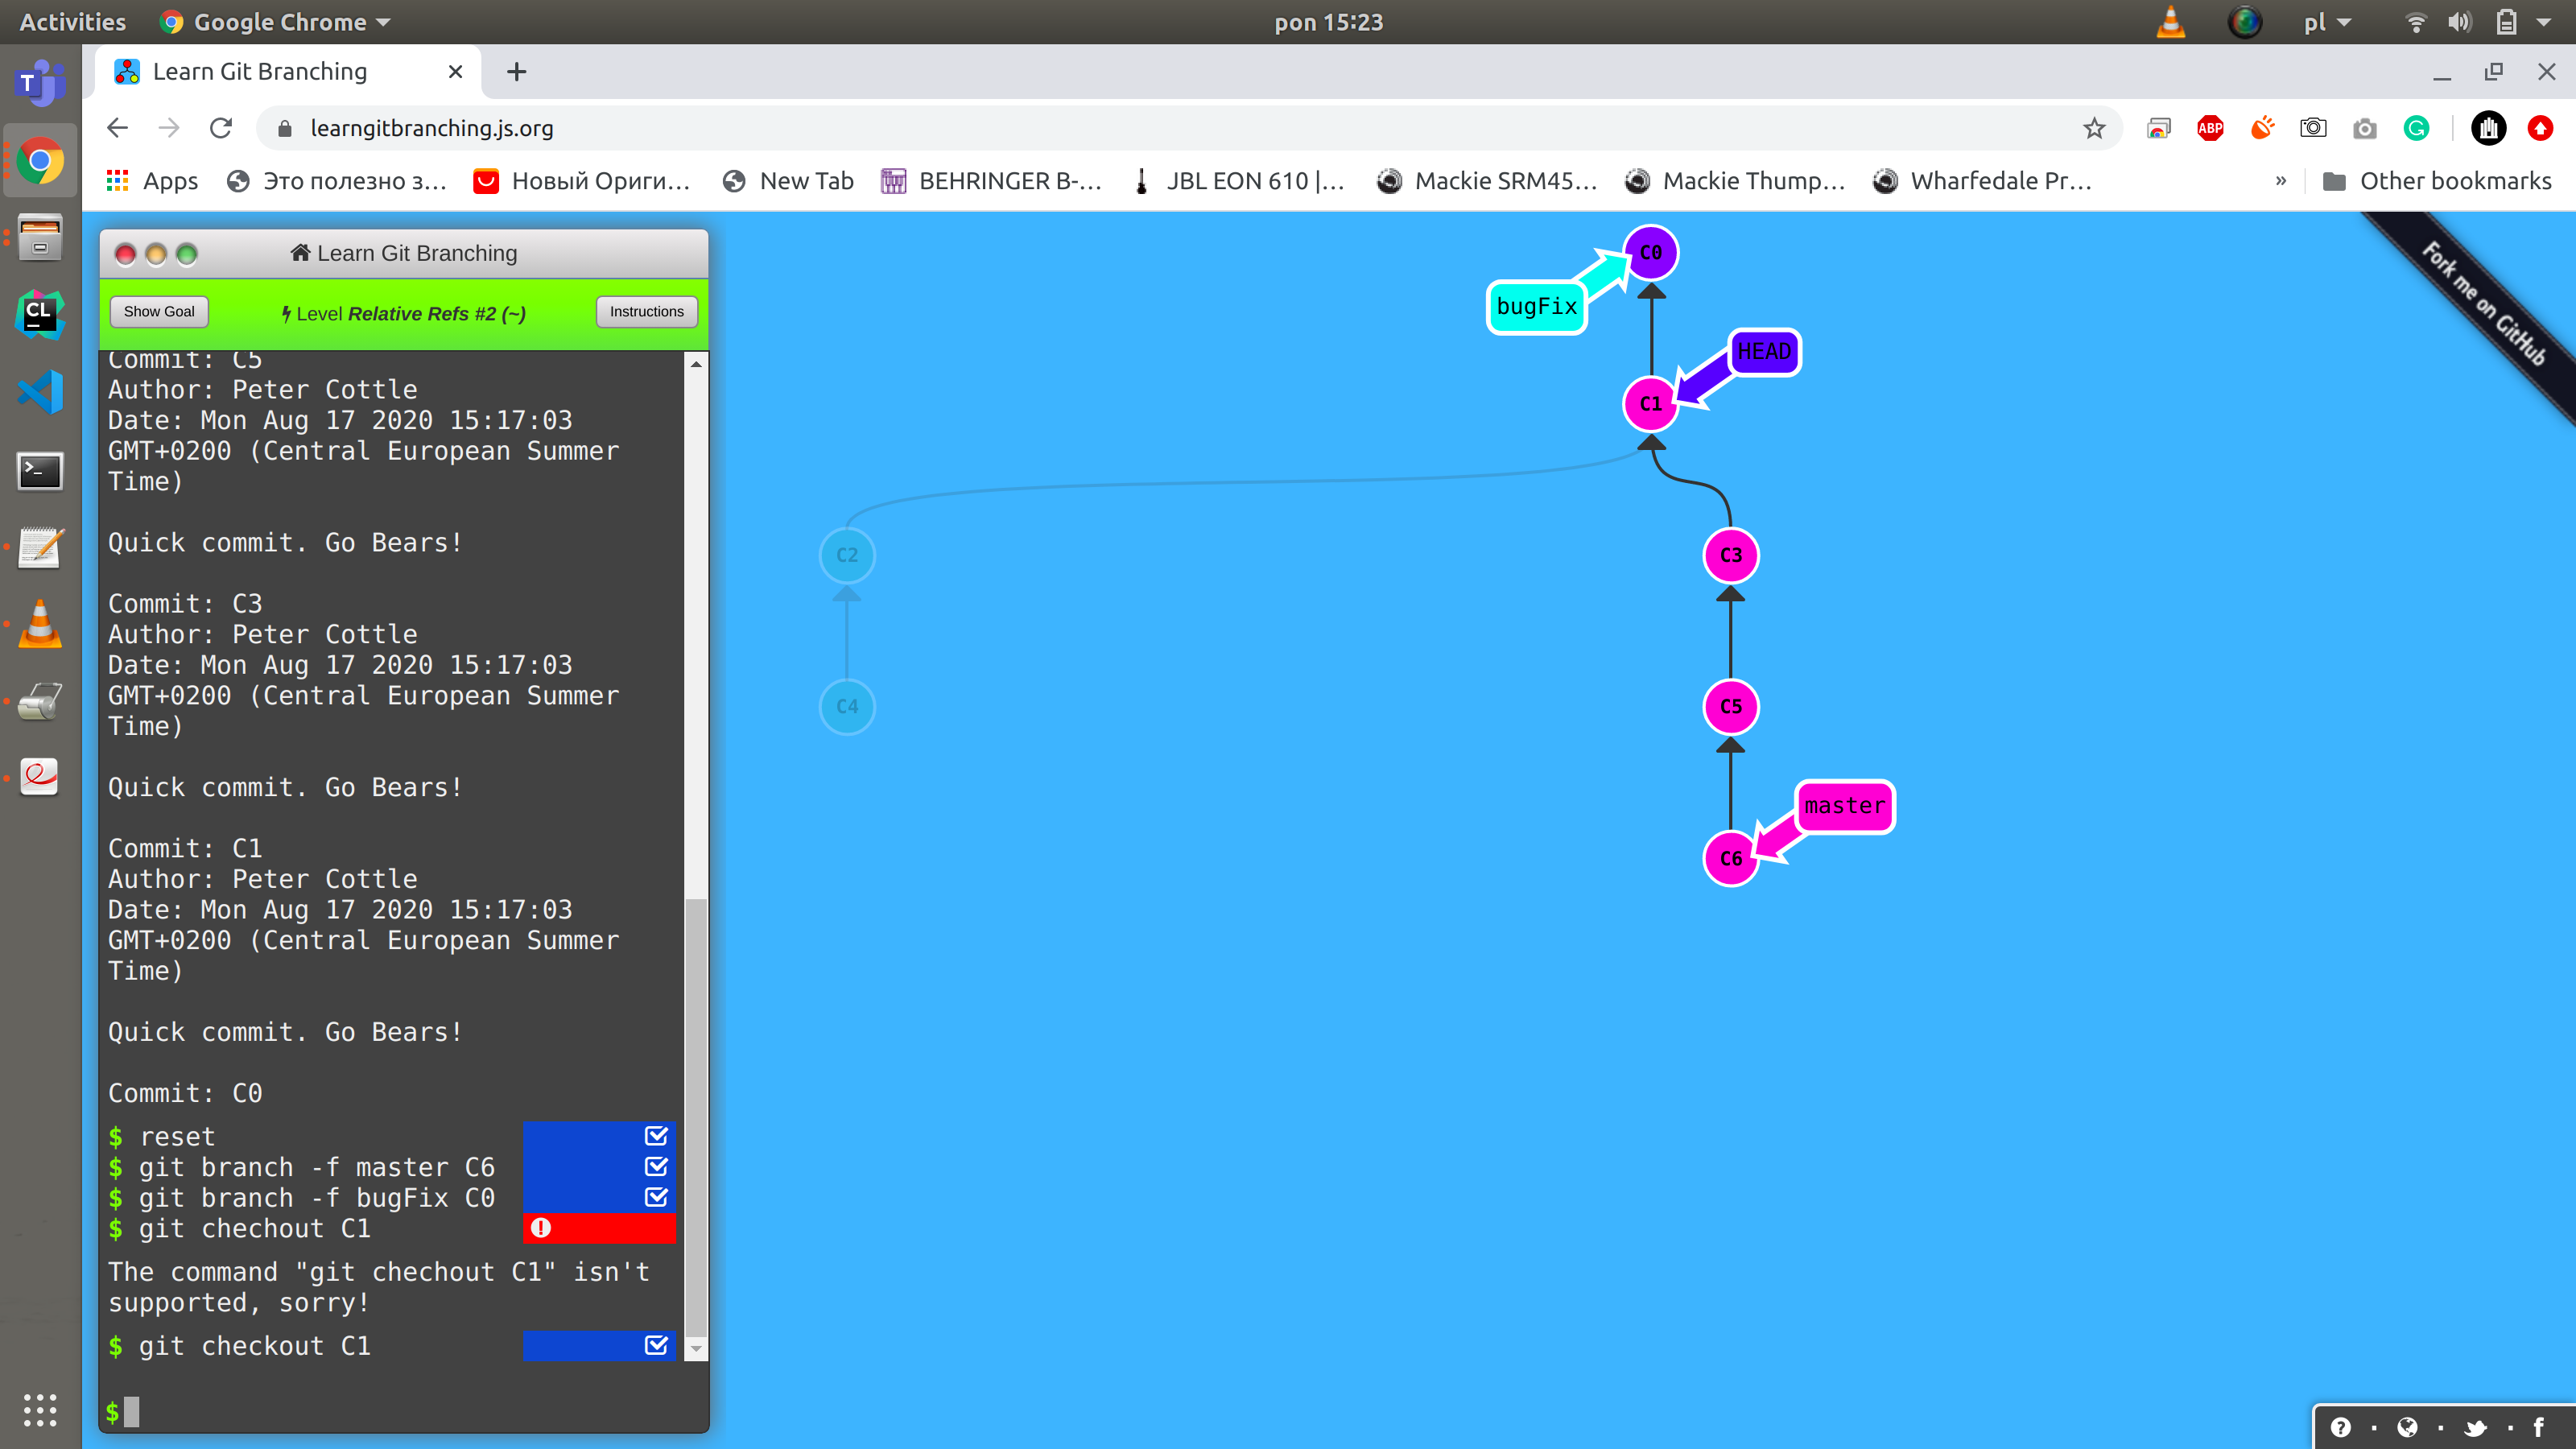 Activities
Google Chrome
pon 15:23
pl
Learn Git Branching
learngitbranching.js.org
ABP
Apps
Это полезно з...
Новый Ориги...
New Tab
BEHRINGER B-...
JBL EON 610 |...
Mackie SRM45...
Mackie Thump...
Wharfedale Pr...
»
Other bookmarks
Learn Git Branching
Show Goal
Level Relative Refs #2 (~)
Instructions
Commit: C5
Author: Peter Cottle
Date: Mon Aug 17 2020 15:17:03
GMT+0200 (Central European Summer
Time)
Quick commit. Go Bears!
Commit: C3
Author: Peter Cottle
Date: Mon Aug 17 2020 15:17:03
GMT+0200 (Central European Summer
Time)
Quick commit. Go Bears!
Commit: C1
Author: Peter Cottle
Date: Mon Aug 17 2020 15:17:03
GMT+0200 (Central European Summer
Time)
Quick commit. Go Bears!
Commit: C0
$ reset
$ git branch -f master C6
$ git branch -f bugFix C0
$ git chechout C1
The command "git chechout C1" isn't
supported, sorry!
$ git checkout C1
$
C0
bugFix
HEAD
C1
C2
C3
C4
C5
master
C6
Fork me on GitHub
T
CL
>_